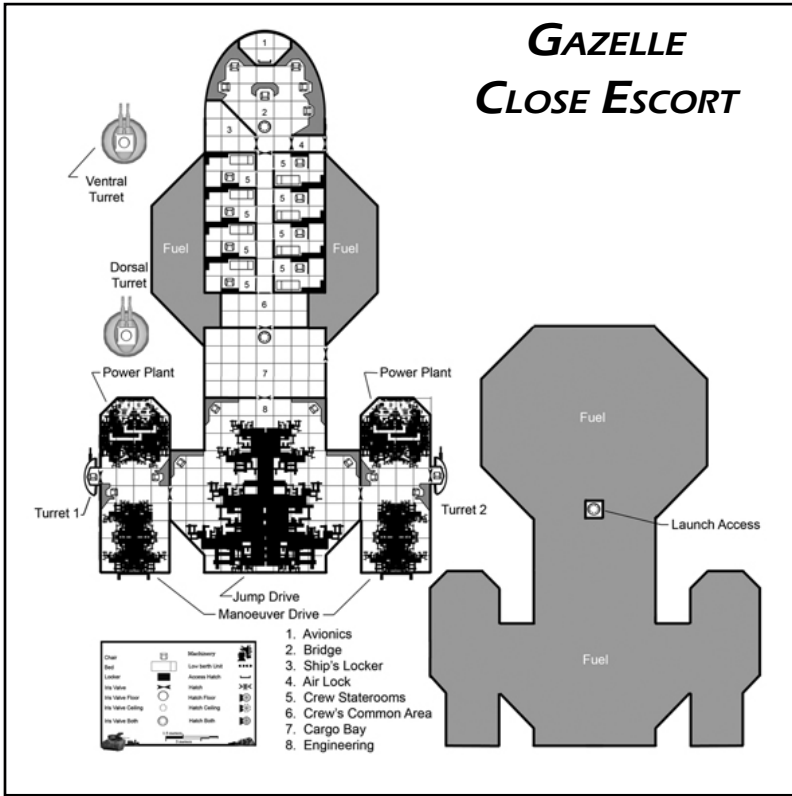 GAZELLE
CLOSE ESCORT
1
2
3
4
Ventral
Turret
5
5
5
5
5
5
5
5
Fuel
Fuel
Dorsal
Turret
6
Power Plant
7
Power Plant
8
Turret 1
Turret 2
Jump Drive
Manoeuver Drive
Fuel
Launch Access
Fuel
Chair
Machinery
Bed
Low berth Unit
Locker
Access Hatch
Iris Valve
Hatch
Iris Valve Floor
Hatch Floor
Iris Valve Ceiling
Hatch Ceiling
Iris Valve Both
Hatch Both
1. Avionics
2. Bridge
3. Ship's Locker
4. Air Lock
5. Crew Staterooms
6. Crew's Common Area
7. Cargo Bay
8. Engineering